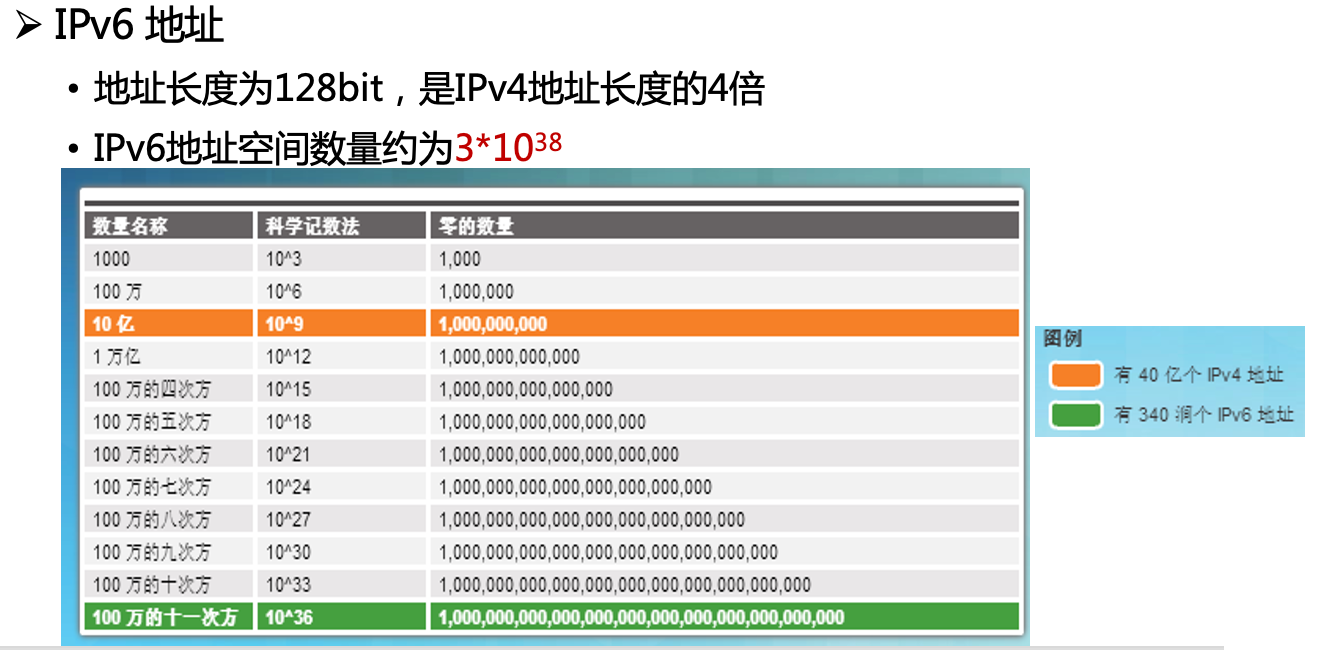 ➢ IPv6 地址
• 地址长度为128bit，是IPv4地址长度的4倍
• IPv6地址空间数量约为3*10³⁸
数量名称 科学记数法 零的数量
1000 10^3 1,000
100 万 10^6 1,000,000
10 亿 10^9 1,000,000,000
1 万亿 10^12 1,000,000,000,000
100 万的四次方 10^15 1,000,000,000,000,000
100 万的五次方 10^18 1,000,000,000,000,000,000
100 万的六次方 10^21 1,000,000,000,000,000,000,000
100 万的七次方 10^24 1,000,000,000,000,000,000,000,000
100 万的八次方 10^27 1,000,000,000,000,000,000,000,000,000
100 万的九次方 10^30 1,000,000,000,000,000,000,000,000,000,000
100 万的十次方 10^33 1,000,000,000,000,000,000,000,000,000,000,000
100 万的十一次方 10^36 1,000,000,000,000,000,000,000,000,000,000,000,000
图例
有 40 亿个 IPv4 地址
有 340 涧个 IPv6 地址